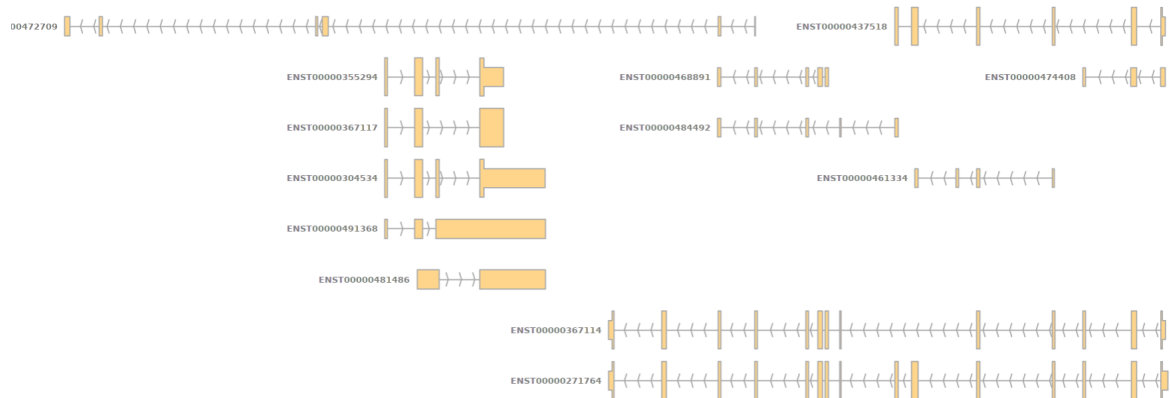 00472709
ENST00000437518
ENST00000355294
ENST00000468891
ENST00000474408
ENST00000367117
ENST00000484492
ENST00000304534
ENST00000461334
ENST00000491368
ENST00000481486
ENST00000367114
ENST00000271764